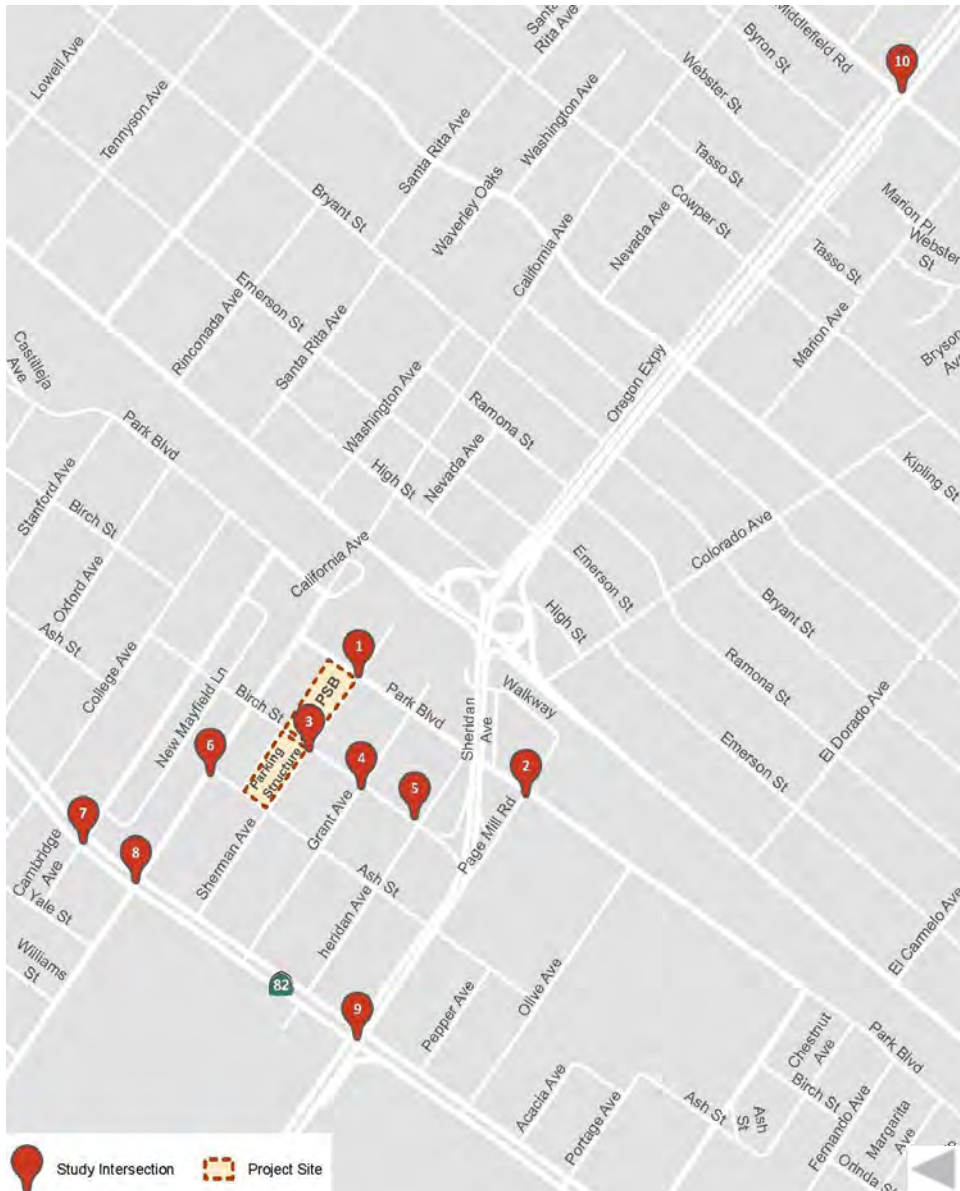 Lowell Ave
Tennyson Ave
Santa
Rita Ave
Middlefield Rd
Byron St
Webster St
10
Santa Rita Ave
Washington Ave
Waverley Oaks
Bryant St
Tasso St
Cowper St
Nevada Ave
California Ave
Marion Pl
Webster
St
Tasso St
Marion Ave
Emerson St
Rinconada Ave
Santa Rita Ave
Castilleja
Ave
Washington Ave
Oregon Expy
Park Blvd
Ramona St
High St
Nevada Ave
Kipling St
Stanford Ave
Birch St
California Ave
Colorado Ave
Emerson St
High St
Oxford Ave
Ash St
College Ave
Bryant St
Ramona St
1
PSB
Park Blvd
Walkway
New Mayfield Ln
Birch St
3
Sheridan
Ave
El Dorado Ave
6
Parking
Structure
4
5
2
Emerson St
Page Mill Rd
Grant Ave
7
8
Cambridge
Ave
Sherman Ave
Ash St
Yale St
heridan Ave
Williams
St
82
9
Pepper Ave
Olive Ave
El Carmelo Ave
Chestnut
Ave
Park Blvd
Birch St
Acacia Ave
Portage Ave
Ash St
Ash
St
Fernando Ave
Margarita
Ave
Orinda St
Study Intersection
Project Site